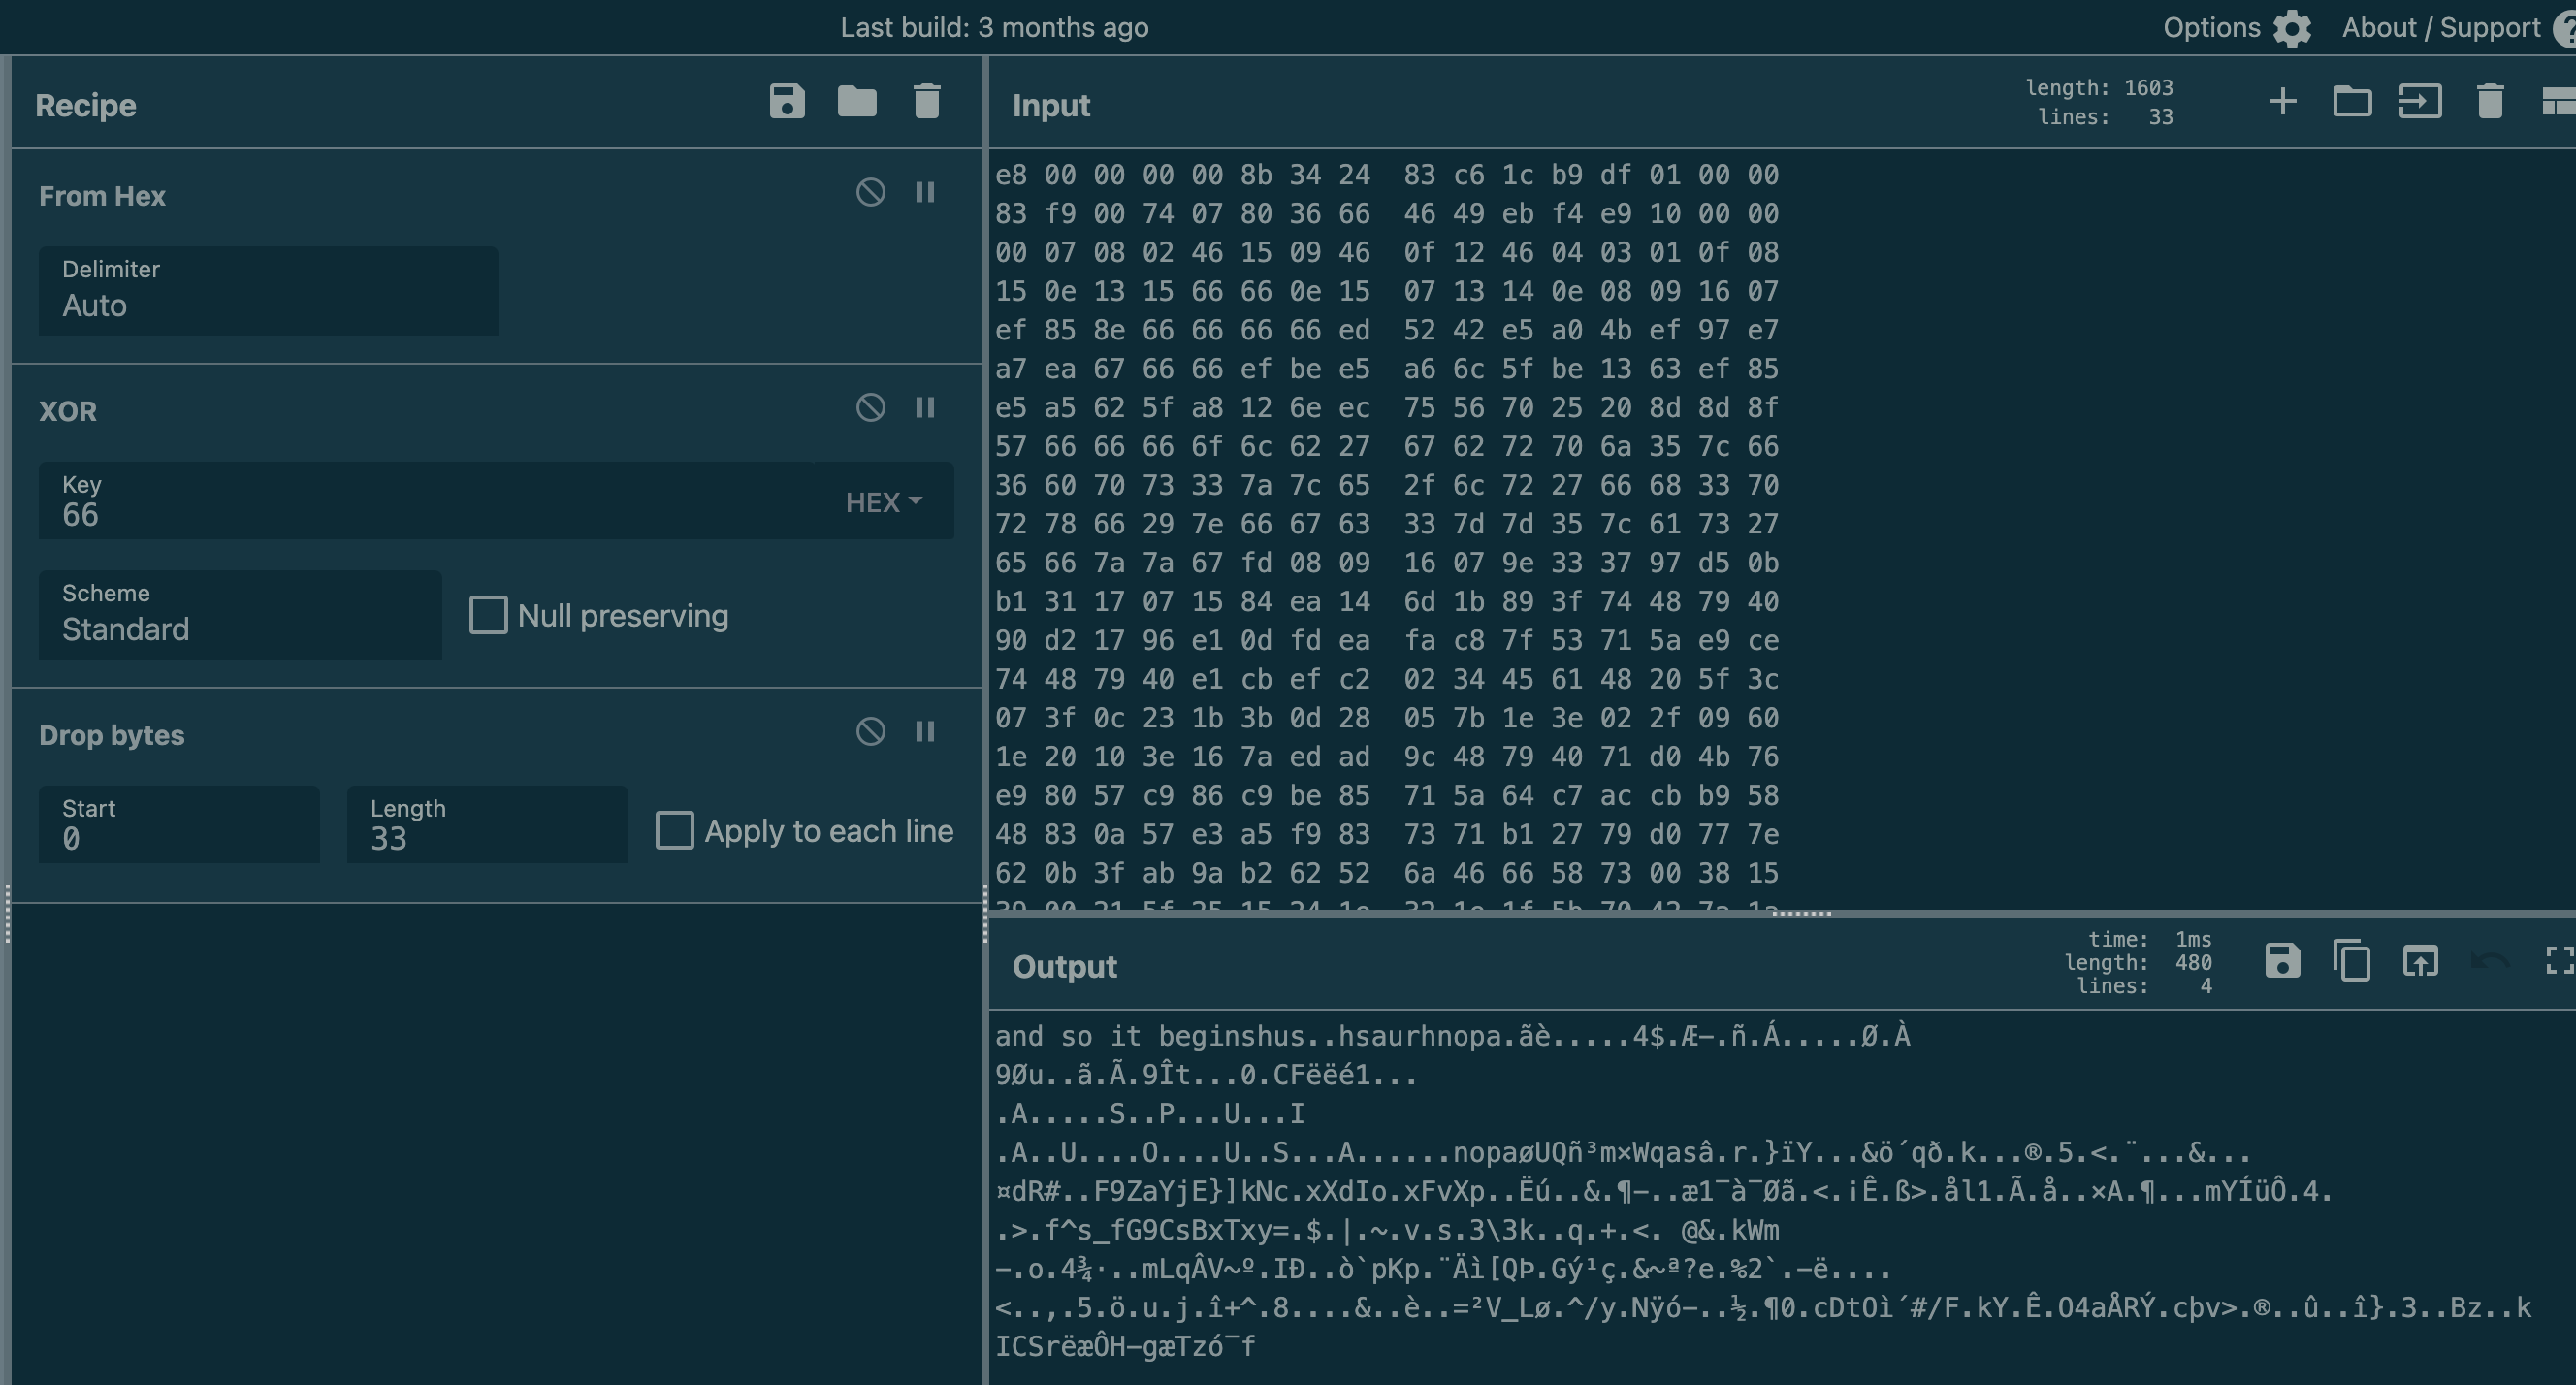 Last build: 3 months ago
Options
About / Support
Recipe
From Hex
Delimiter
Auto
XOR
Key
66
HEX
Scheme
Standard
Null preserving
Drop bytes
Start
0
Length
33
Apply to each line
Input
length: 1603
lines: 33
e8 00 00 00 00 8b 34 24  83 c6 1c b9 df 01 00 00
83 f9 00 74 07 80 36 66  46 49 eb f4 e9 10 00 00
00 07 08 02 46 15 09 46  0f 12 46 04 03 01 0f 08
15 0e 13 15 66 66 0e 15  07 13 14 0e 08 09 16 07
ef 85 8e 66 66 66 66 ed  52 42 e5 a0 4b ef 97 e7
a7 ea 67 66 66 ef be e5  a6 6c 5f be 13 63 ef 85
e5 a5 62 5f a8 12 6e ec  75 56 70 25 20 8d 8d 8f
57 66 66 66 6f 6c 62 27  67 62 72 70 6a 35 7c 66
36 60 70 73 33 7a 7c 65  2f 6c 72 27 66 68 33 70
72 78 66 29 7e 66 67 63  33 7d 7d 35 7c 61 73 27
65 66 7a 7a 67 fd 08 09  16 07 9e 33 37 97 d5 0b
b1 31 17 07 15 84 ea 14  6d 1b 89 3f 74 48 79 40
90 d2 17 96 e1 0d fd ea  fa c8 7f 53 71 5a e9 ce
74 48 79 40 e1 cb ef c2  02 34 45 61 48 20 5f 3c
07 3f 0c 23 1b 3b 0d 28  05 7b 1e 3e 02 2f 09 60
1e 20 10 3e 16 7a ed ad  9c 48 79 40 71 d0 4b 76
e9 80 57 c9 86 c9 be 85  71 5a 64 c7 ac cb b9 58
48 83 0a 57 e3 a5 f9 83  73 71 b1 27 79 d0 77 7e
62 0b 3f ab 9a b2 62 52  6a 46 66 58 73 00 38 15
Output
time: 1ms
length: 480
lines: 4
and so it beginshus..hsaurhnopa.ãè.....4$.Æ−.ñ.Á.....Ø.À
9Øu..ã.Ã.9Ît...0.CFëëé1...
.A.....S..P...U...I
.A..U....O....U..S...A......nopaøUQñ³m×Wqasâ.r.}ïY...&ö´qð.k...®.5.<.¨...&...
¤dR#..F9ZaYjE}]kNc.xXdIo.xFvXp..Ëú..&.¶−..æ1¯à¯Øã.<.¡Ê.ß>.ål1.Ã.å..×A.¶...mYÍüÔ.4.
.>.f^s_fG9CsBxTxy=.$.|.~.v.s.3\3k..q.+.<. @&.kWm
−.o.4¾·..mLqÂV~º.IÐ..ò`pKp.¨Äì[QÞ.Gý¹ç.&~ª?e.%2`.−ë....
<..,.5.ö.u.j.î+^.8....&..è..=²V_Lø.^/y.Nÿó−..½.¶0.cDtOì´#/F.kY.Ê.O4aÅRÝ.cþv>.®..û..î}.3..Bz..k
ICSrëæÔH−gæTzó¯f